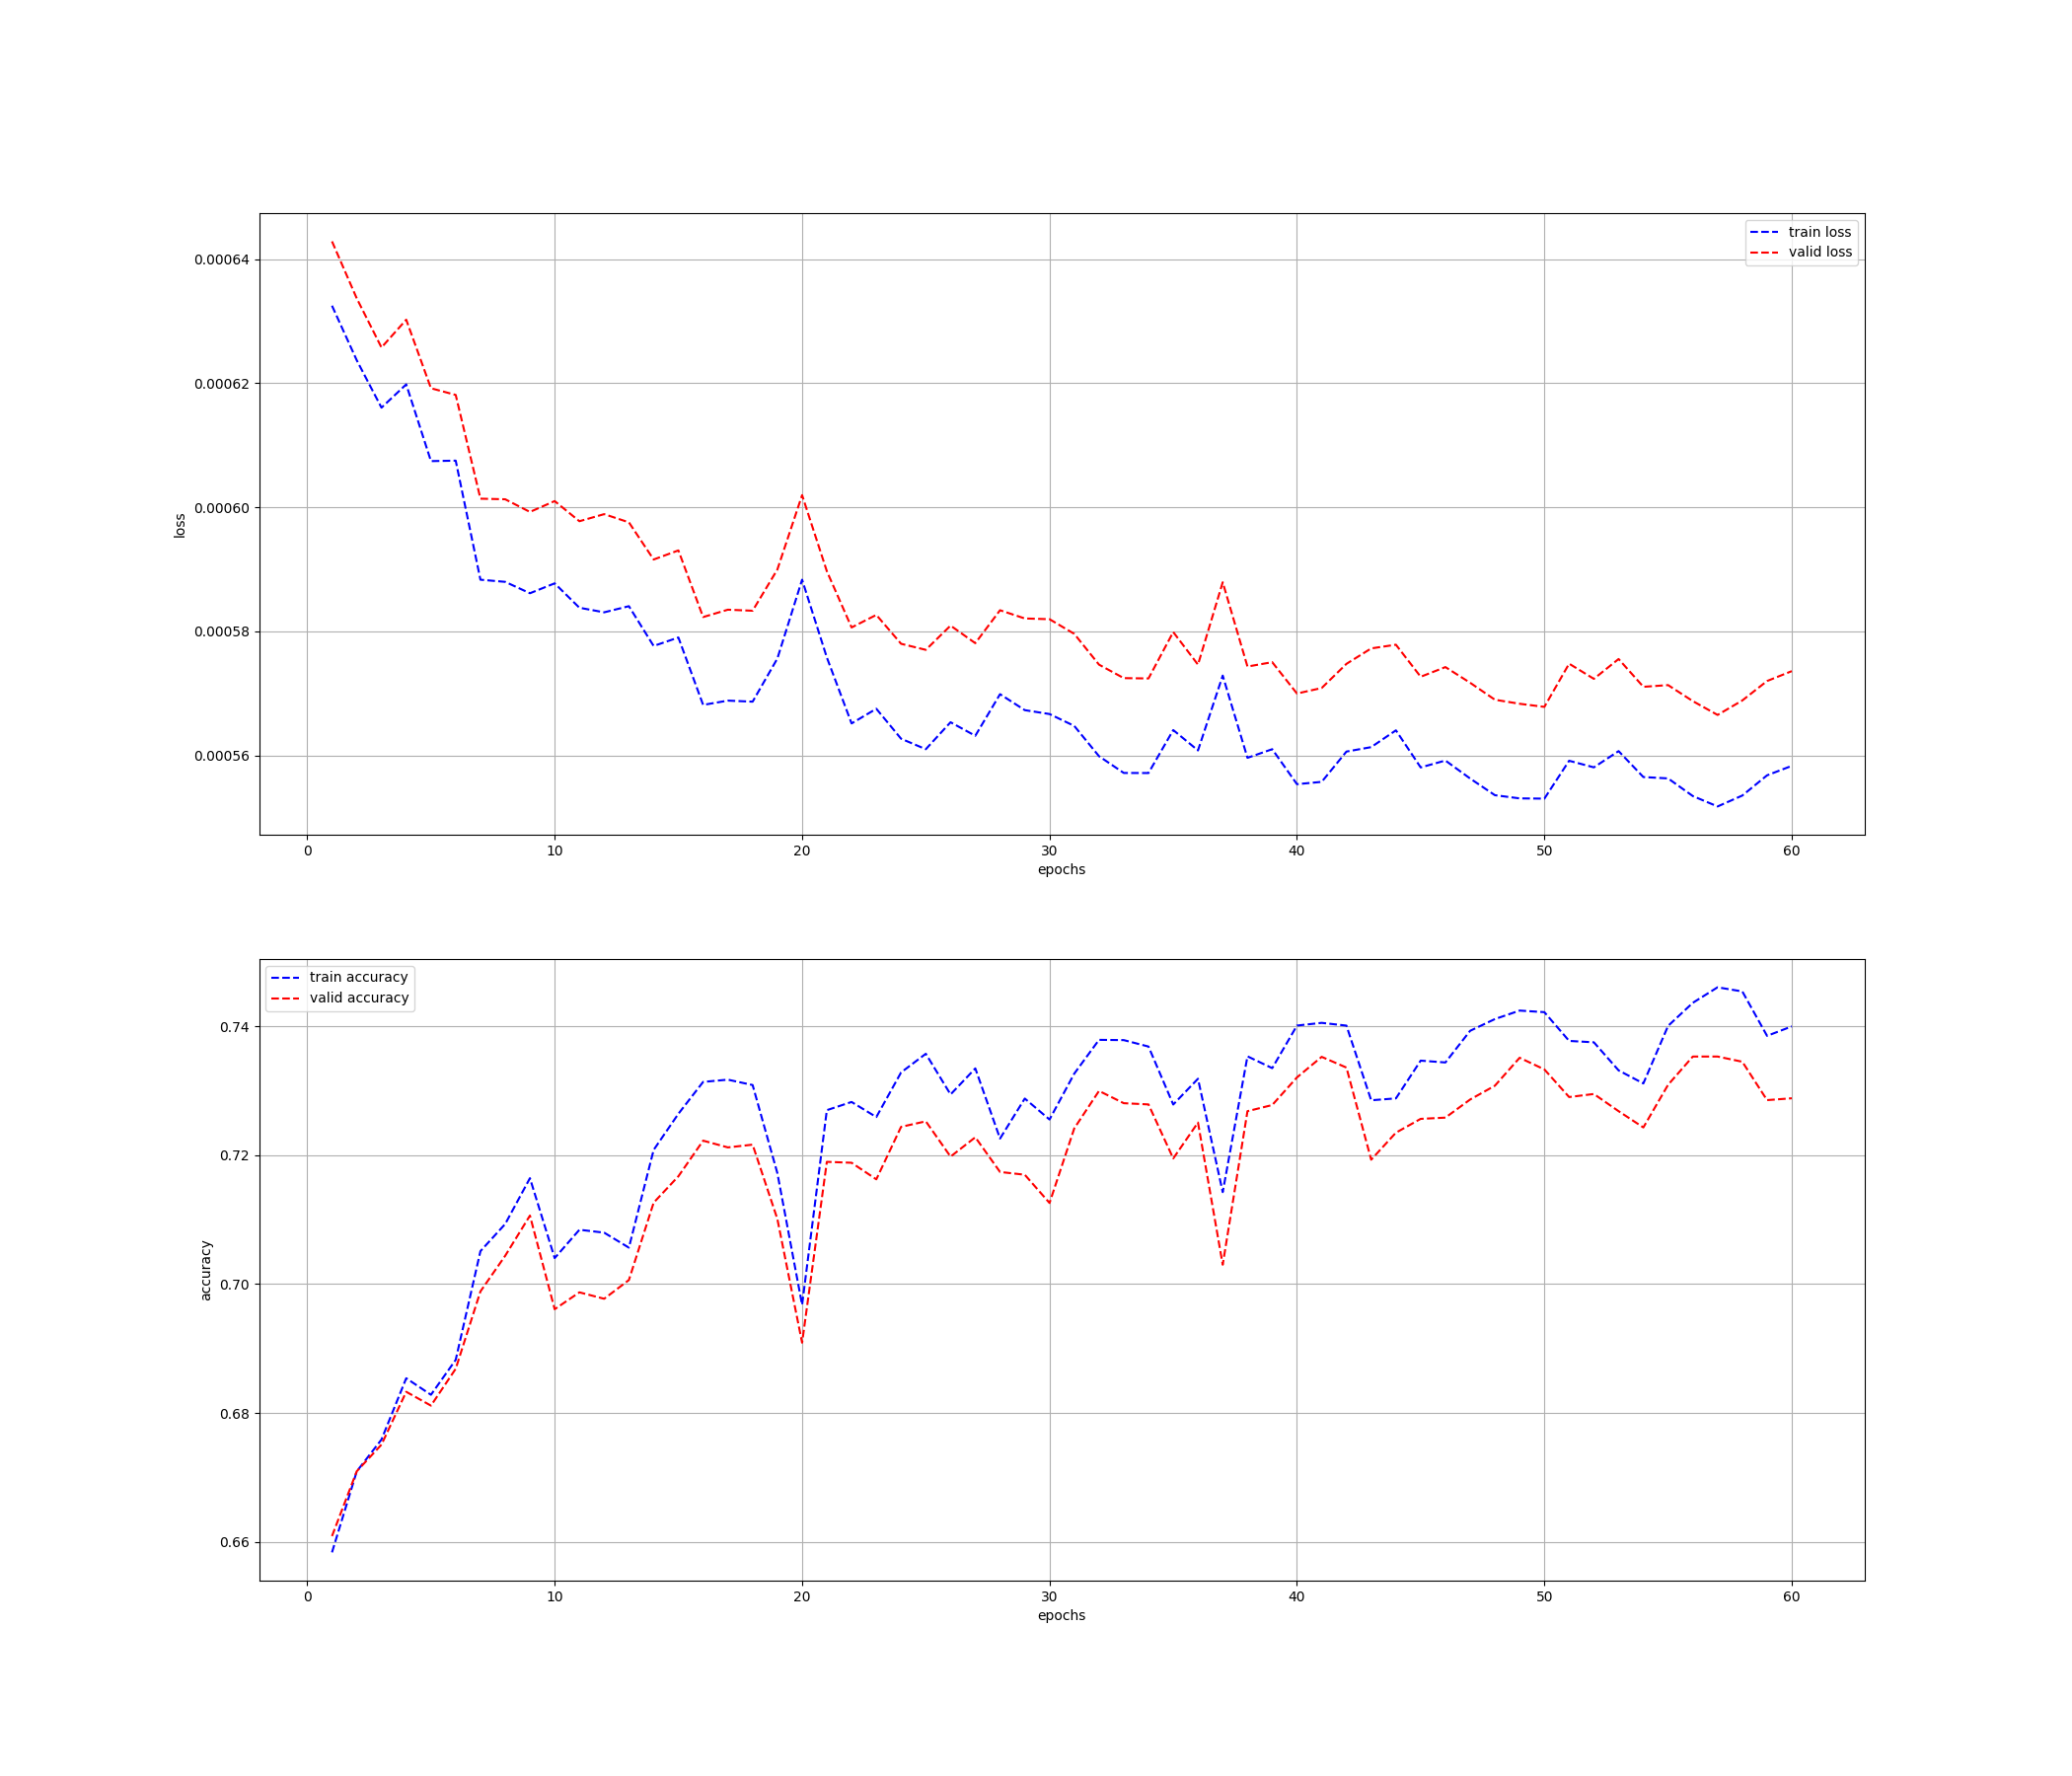 train loss
valid loss
0.00064
0.00062
0.00060
0.00058
0.00056
loss
0 10 20 30 40 50 60
epochs
train accuracy
valid accuracy
0.74
0.72
0.70
0.68
0.66
accuracy
0 10 20 30 40 50 60
epochs